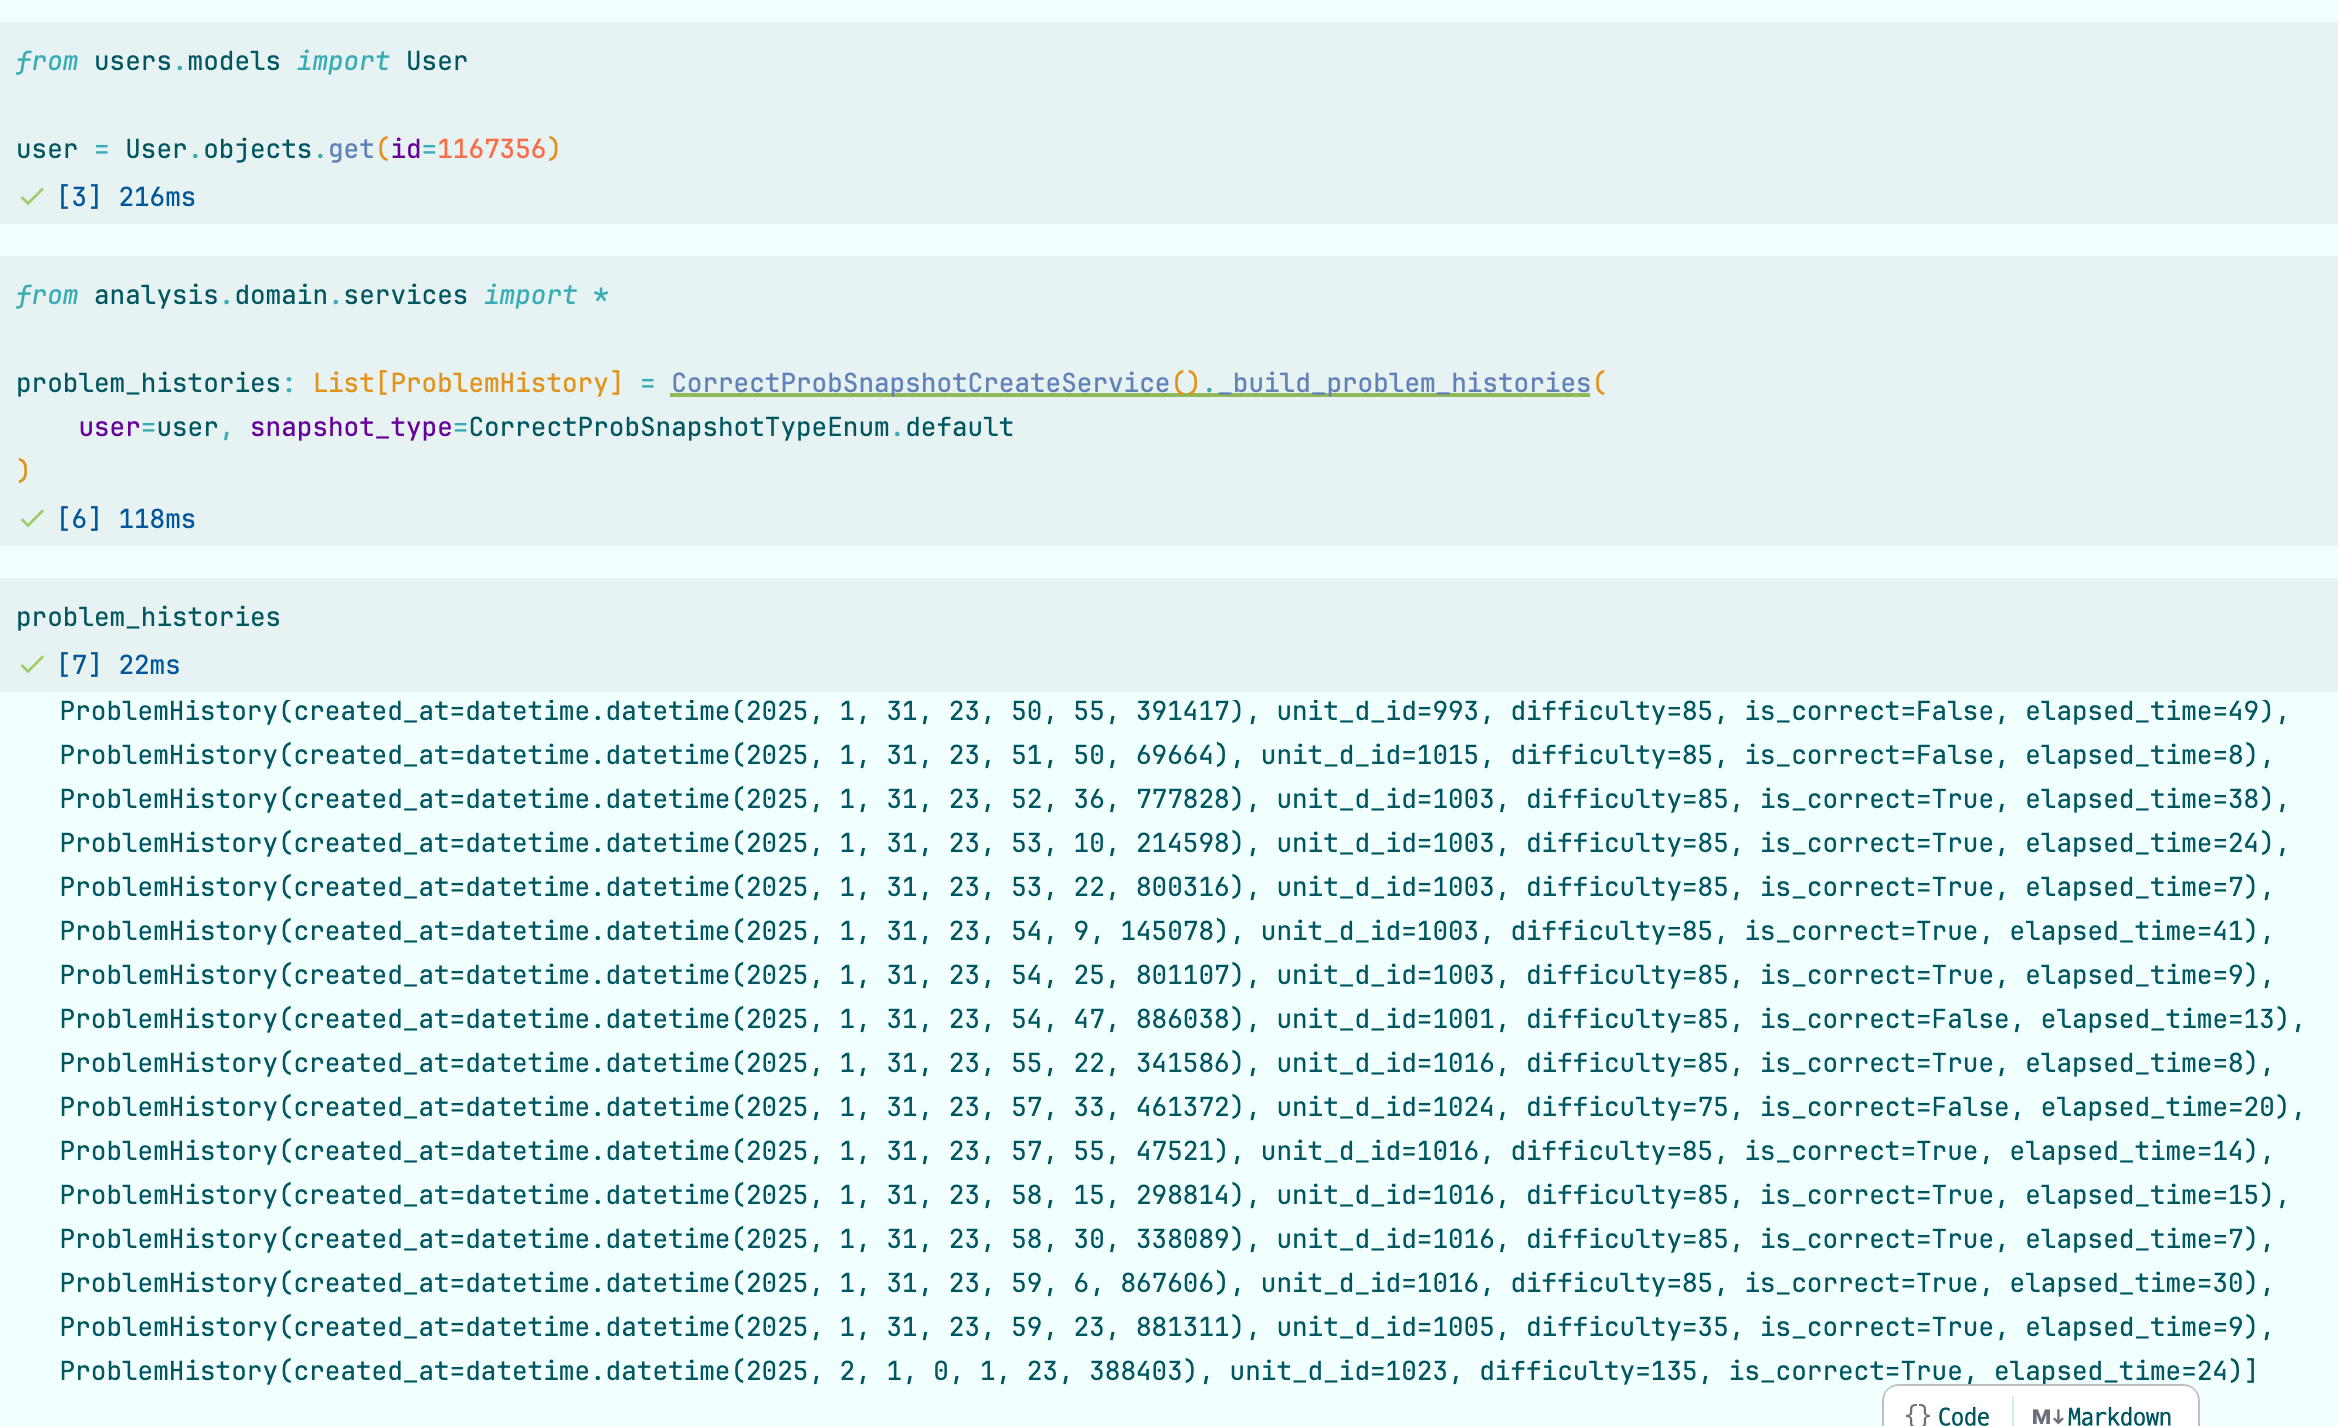 from users.models import User
user = User.objects.get(id=1167356)
[3] 216ms
from analysis.domain.services import *
problem_histories: List[ProblemHistory] = CorrectProbSnapshotCreateService()._build_problem_histories(
    user=user, snapshot_type=CorrectProbSnapshotTypeEnum.default
)
[6] 118ms
problem_histories
[7] 22ms
ProblemHistory(created_at=datetime.datetime(2025, 1, 31, 23, 50, 55, 391417), unit_d_id=993, difficulty=85, is_correct=False, elapsed_time=49),
ProblemHistory(created_at=datetime.datetime(2025, 1, 31, 23, 51, 50, 69664), unit_d_id=1015, difficulty=85, is_correct=False, elapsed_time=8),
ProblemHistory(created_at=datetime.datetime(2025, 1, 31, 23, 52, 36, 777828), unit_d_id=1003, difficulty=85, is_correct=True, elapsed_time=38),
ProblemHistory(created_at=datetime.datetime(2025, 1, 31, 23, 53, 10, 214598), unit_d_id=1003, difficulty=85, is_correct=True, elapsed_time=24),
ProblemHistory(created_at=datetime.datetime(2025, 1, 31, 23, 53, 22, 800316), unit_d_id=1003, difficulty=85, is_correct=True, elapsed_time=7),
ProblemHistory(created_at=datetime.datetime(2025, 1, 31, 23, 54, 9, 145078), unit_d_id=1003, difficulty=85, is_correct=True, elapsed_time=41),
ProblemHistory(created_at=datetime.datetime(2025, 1, 31, 23, 54, 25, 801107), unit_d_id=1003, difficulty=85, is_correct=True, elapsed_time=9),
ProblemHistory(created_at=datetime.datetime(2025, 1, 31, 23, 54, 47, 886038), unit_d_id=1001, difficulty=85, is_correct=False, elapsed_time=13),
ProblemHistory(created_at=datetime.datetime(2025, 1, 31, 23, 55, 22, 341586), unit_d_id=1016, difficulty=85, is_correct=True, elapsed_time=8),
ProblemHistory(created_at=datetime.datetime(2025, 1, 31, 23, 57, 33, 461372), unit_d_id=1024, difficulty=75, is_correct=False, elapsed_time=20),
ProblemHistory(created_at=datetime.datetime(2025, 1, 31, 23, 57, 55, 47521), unit_d_id=1016, difficulty=85, is_correct=True, elapsed_time=14),
ProblemHistory(created_at=datetime.datetime(2025, 1, 31, 23, 58, 15, 298814), unit_d_id=1016, difficulty=85, is_correct=True, elapsed_time=15),
ProblemHistory(created_at=datetime.datetime(2025, 1, 31, 23, 58, 30, 338089), unit_d_id=1016, difficulty=85, is_correct=True, elapsed_time=7),
ProblemHistory(created_at=datetime.datetime(2025, 1, 31, 23, 59, 6, 867606), unit_d_id=1016, difficulty=85, is_correct=True, elapsed_time=30),
ProblemHistory(created_at=datetime.datetime(2025, 1, 31, 23, 59, 23, 881311), unit_d_id=1005, difficulty=35, is_correct=True, elapsed_time=9),
ProblemHistory(created_at=datetime.datetime(2025, 2, 1, 0, 1, 23, 388403), unit_d_id=1023, difficulty=135, is_correct=True, elapsed_time=24)]
{} Code M↓ Markdown